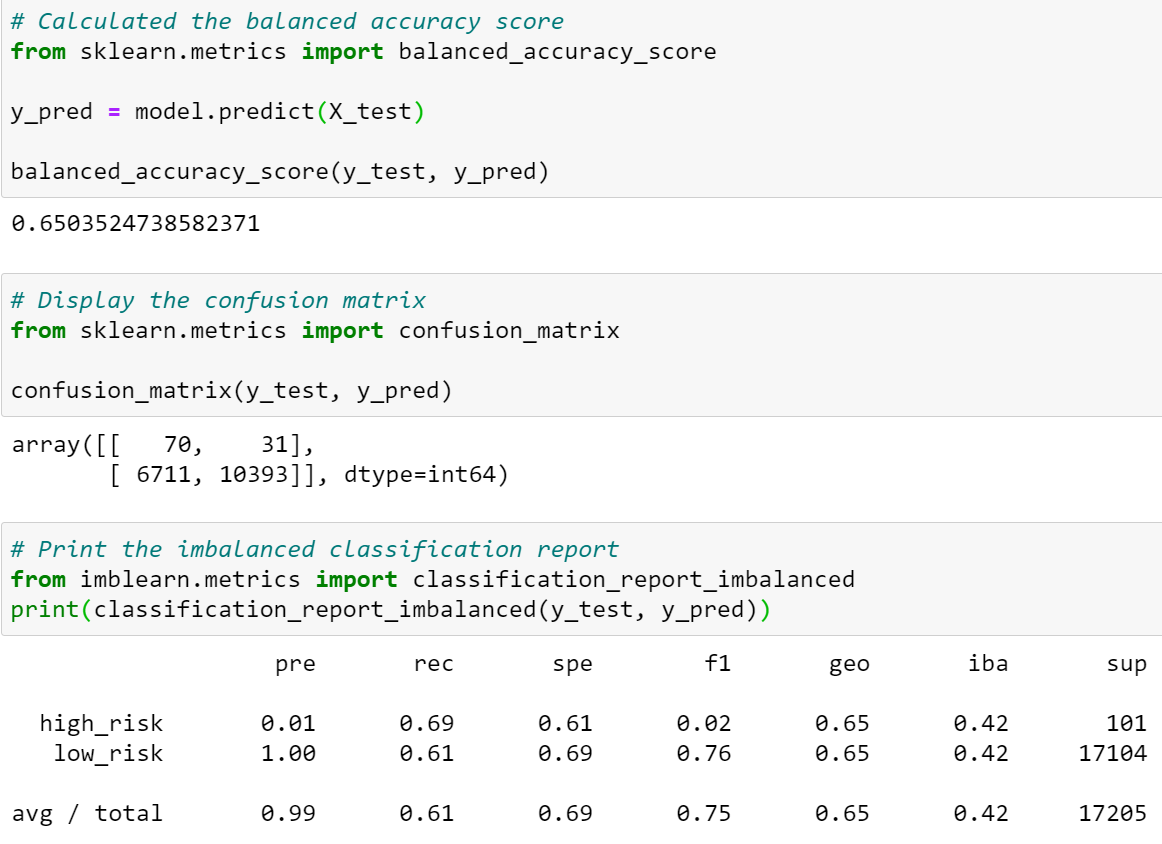 # Calculated the balanced accuracy score
from sklearn.metrics import balanced_accuracy_score
y_pred = model.predict(X_test)
balanced_accuracy_score(y_test, y_pred)
0.6503524738582371
# Display the confusion matrix
from sklearn.metrics import confusion_matrix
confusion_matrix(y_test, y_pred)
array([[   70,    31],
       [ 6711, 10393]], dtype=int64)
# Print the imbalanced classification report
from imblearn.metrics import classification_report_imbalanced
print(classification_report_imbalanced(y_test, y_pred))
pre rec spe f1 geo iba sup
high_risk 0.01 0.69 0.61 0.02 0.65 0.42 101
low_risk 1.00 0.61 0.69 0.76 0.65 0.42 17104
avg / total 0.99 0.61 0.69 0.75 0.65 0.42 17205